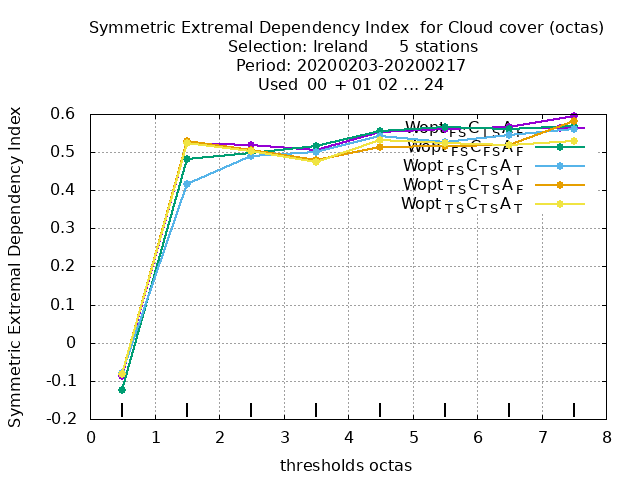 Symmetric Extremal Dependency Index for Cloud cover (octas)
Selection: Ireland 5 stations
Period: 20200203-20200217
Used 00 + 01 02 ... 24
Symmetric Extremal Dependency Index
0.6
0.5
0.4
0.3
0.2
0.1
0
-0.1
-0.2
Wopt FS C FS A F
Wopt FS C TS A F
Wopt FS C TS A T
Wopt TS C TS A F
Wopt TS C TS A T
0 1 2 3 4 5 6 7 8
thresholds octas